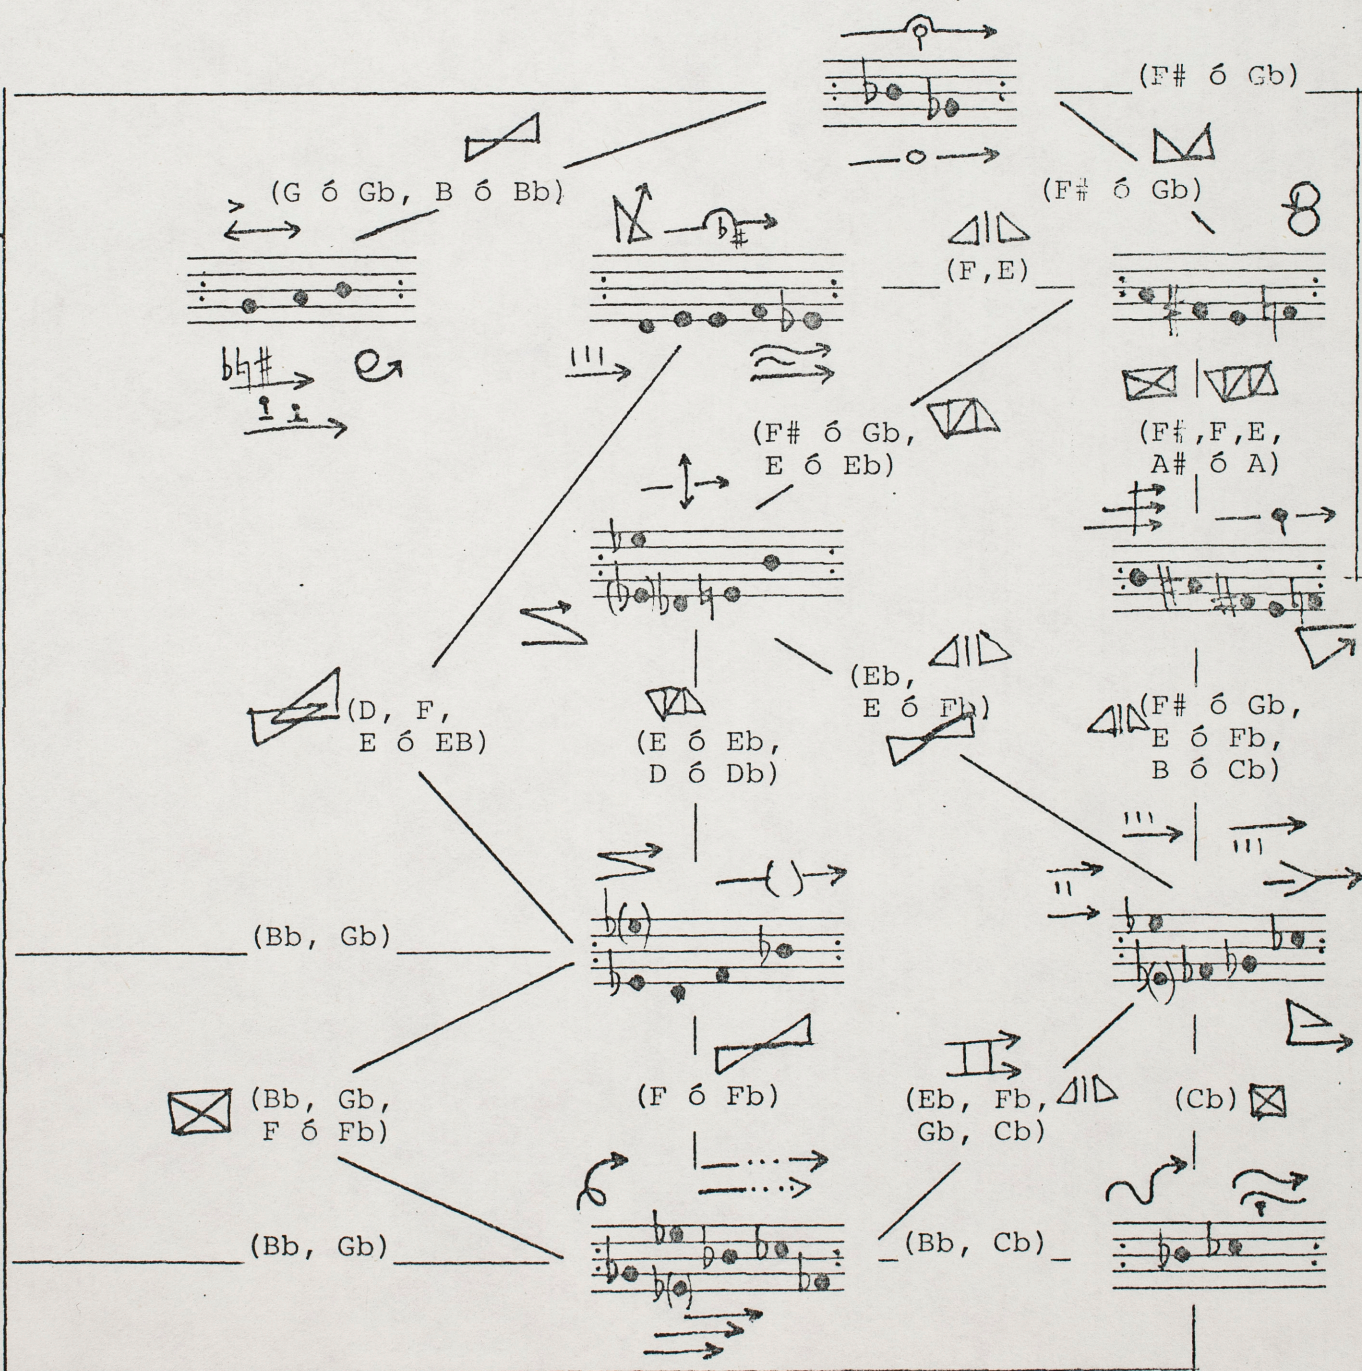 (F# ó Gb)
(G ó Gb, B ó Bb)
(F# ó Gb)
(F,E)
(F# ó Gb,
E ó Eb)
(F#,F,E,
A# ó A)
(Eb,
E ó Fb)
(D, F,
E ó EB)
(E ó Eb,
D ó Db)
(F# ó Gb,
E ó Fb,
B ó Cb)
(Bb, Gb)
(Bb, Gb,
F ó Fb)
(F ó Fb)
(Eb, Fb,
Gb, Cb)
(Cb)
(Bb, Gb)
(Bb, Cb)